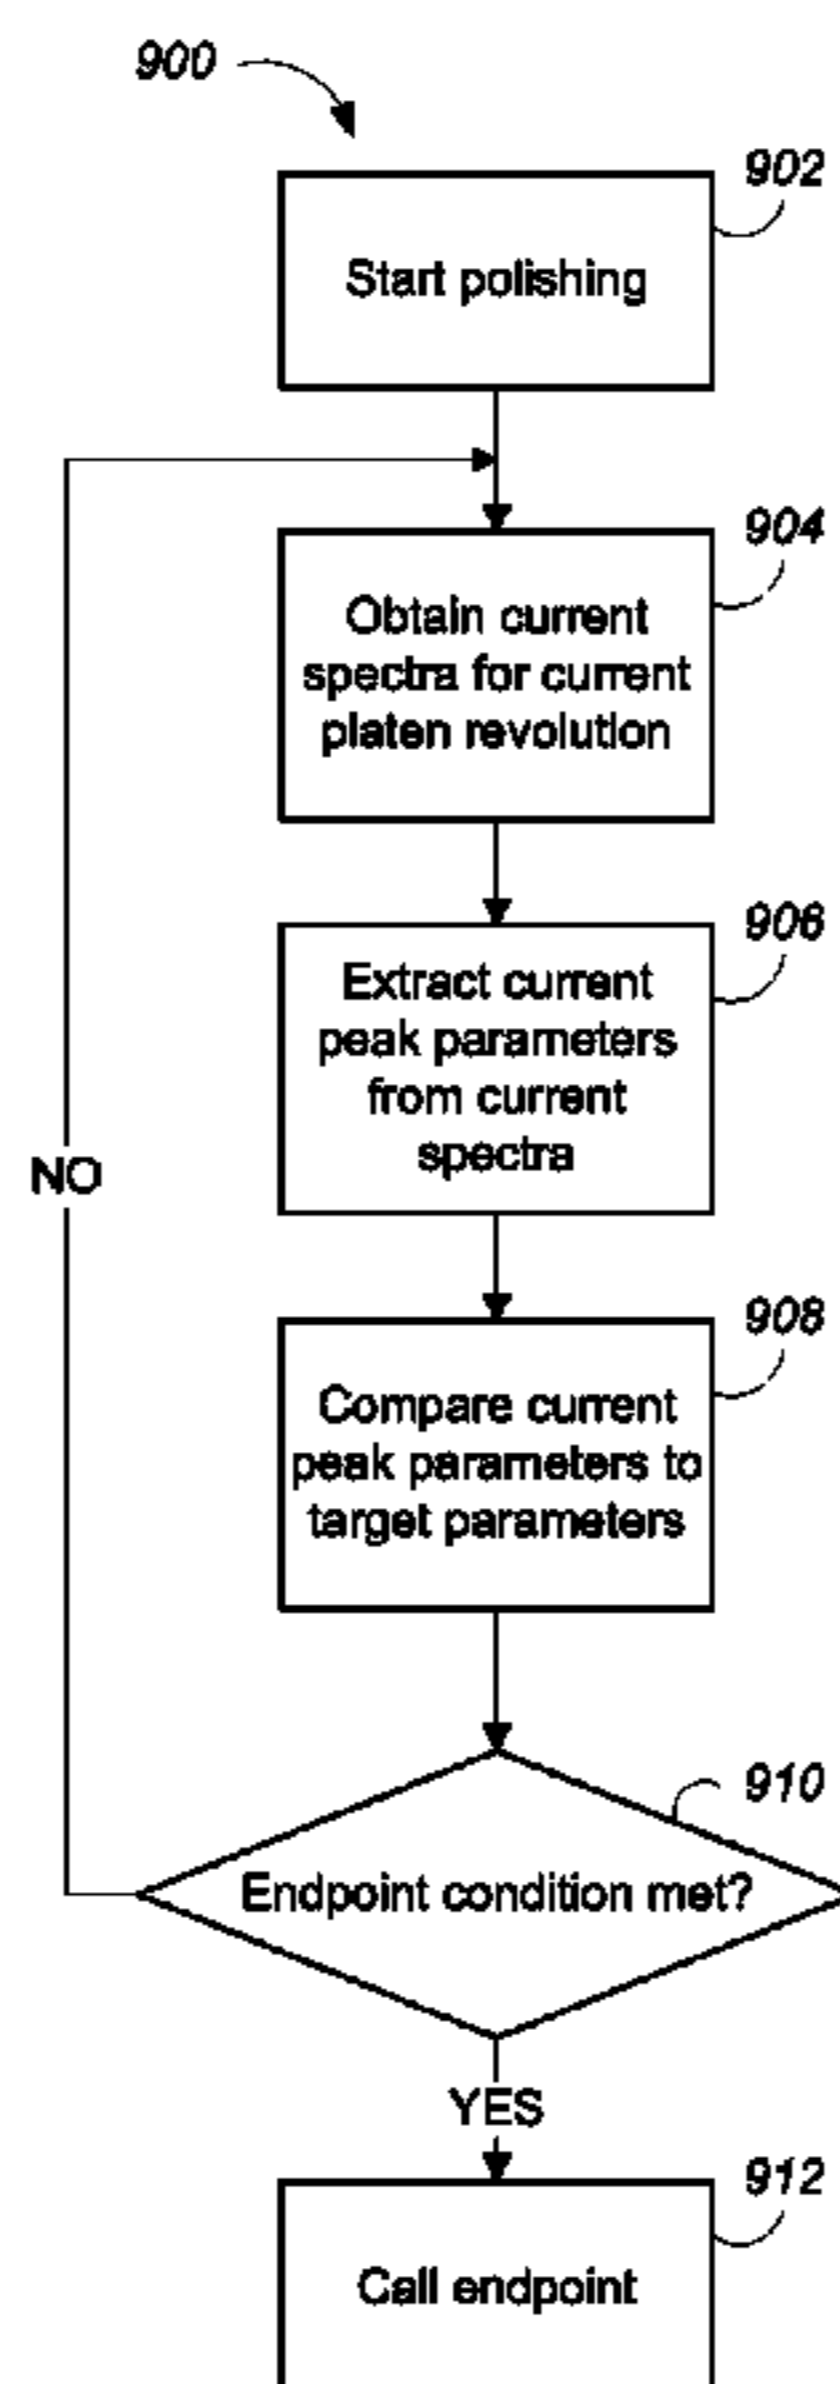 900
902
Start polishing
904
Obtain current
spectra for current
platen revolution
906
Extract current
peak parameters
from current
spectra
NO
908
Compare current
peak parameters to
target parameters
910
Endpoint condition met?
YES
912
Call endpoint